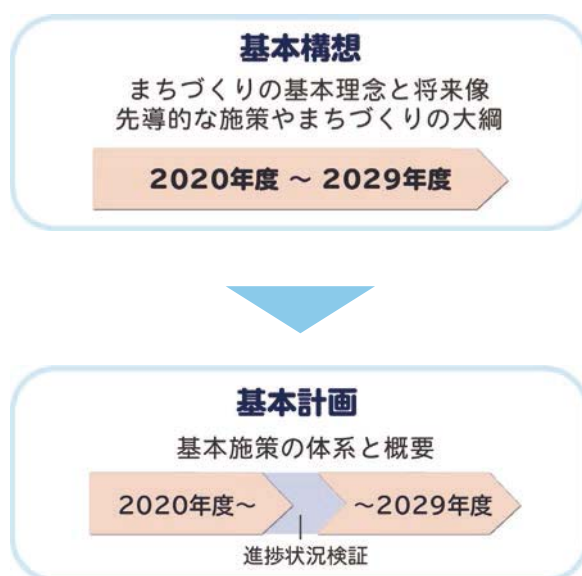 基本構想
まちづくりの基本理念と将来像
先導的な施策やまちづくりの大綱
2020年度 ～ 2029年度
基本計画
基本施策の体系と概要
2020年度～ ～2029年度
進捗状況検証